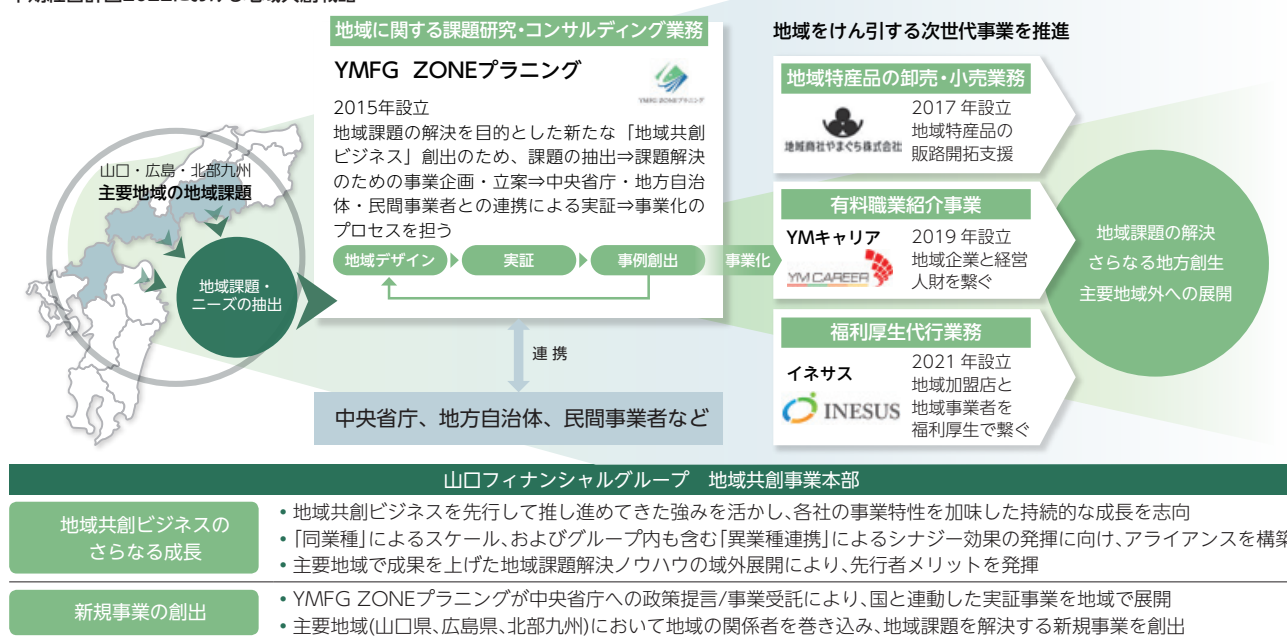 地域に関する課題研究・コンサルディング業務
YMFG ZONEプラニング
YMFG ZONEプラニング
2015年設立
地域課題の解決を目的とした新たな「地域共創
ビジネス」創出のため、課題の抽出⇒課題解決
のための事業企画・立案⇒中央省庁・地方自治
体・民間事業者との連携による実証⇒事業化の
プロセスを担う
地域デザイン
実証
事例創出
事業化
山口・広島・北部九州
主要地域の地域課題
地域課題・
ニーズの抽出
連携
中央省庁、地方自治体、民間事業者など
地域をけん引する次世代事業を推進
地域特産品の卸売・小売業務
地域商社やまぐち株式会社
2017年設立
地域特産品の
販路開拓支援
有料職業紹介事業
YMキャリア
YM CAREER
2019年設立
地域企業と経営
人財を繋ぐ
福利厚生代行業務
イネサス
INESUS
2021年設立
地域加盟店と
地域事業者を
福利厚生で繋ぐ
地域課題の解決
さらなる地方創生
主要地域外への展開
山口フィナンシャルグループ 地域共創事業本部
地域共創ビジネスの
さらなる成長
• 地域共創ビジネスを先行して推し進めてきた強みを活かし、各社の事業特性を加味した持続的な成長を志向
• 「同業種」によるスケール、およびグループ内も含む「異業種連携」によるシナジー効果の発揮に向け、アライアンスを構築
• 主要地域で成果を上げた地域課題解決ノウハウの域外展開により、先行者メリットを発揮
新規事業の創出
• YMFG ZONEプラニングが中央省庁への政策提言/事業受託により、国と連動した実証事業を地域で展開
• 主要地域(山口県、広島県、北部九州)において地域の関係者を巻き込み、地域課題を解決する新規事業を創出